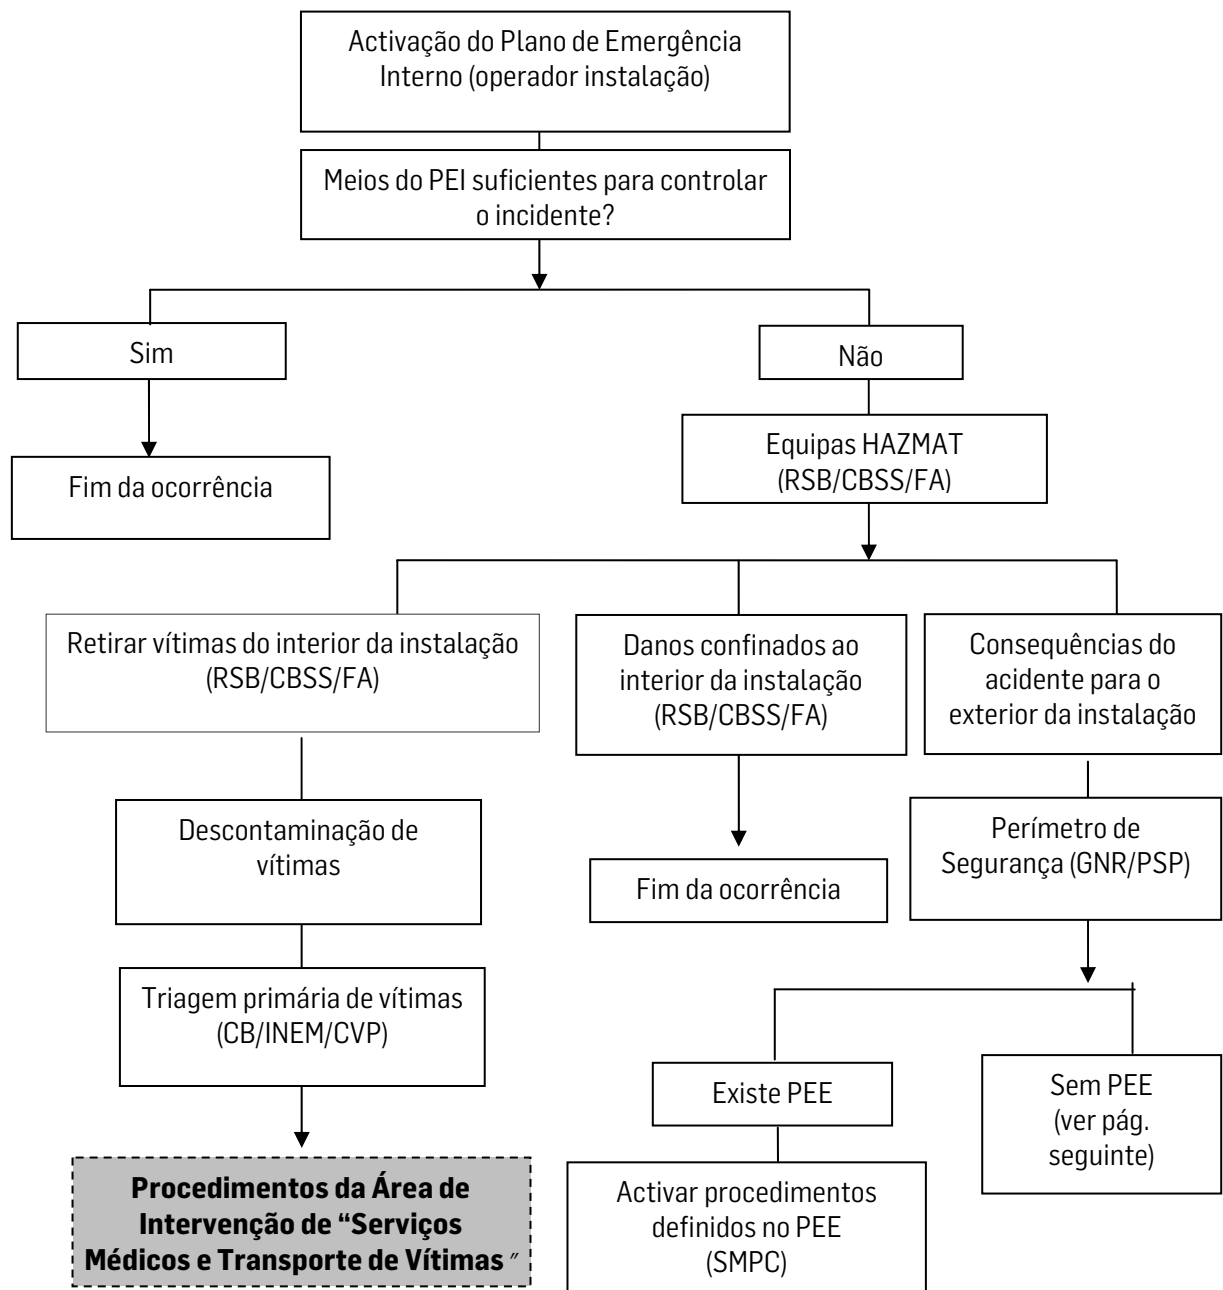 Activação do Plano de Emergência
Interno (operador instalação)
Meios do PEI suficientes para controlar
o incidente?
Sim
Não
Fim da ocorrência
Equipas HAZMAT
(RSB/CBSS/FA)
Retirar vítimas do interior da instalação
(RSB/CBSS/FA)
Danos confinados ao
interior da instalação
(RSB/CBSS/FA)
Consequências do
acidente para o
exterior da instalação
Descontaminação de
vítimas
Fim da ocorrência
Perímetro de
Segurança (GNR/PSP)
Triagem primária de vítimas
(CB/INEM/CVP)
Existe PEE
Sem PEE
(ver pág.
seguinte)
Procedimentos da Área de
Intervenção de “Serviços
Médicos e Transporte de Vítimas ”
Activar procedimentos
definidos no PEE
(SMPC)